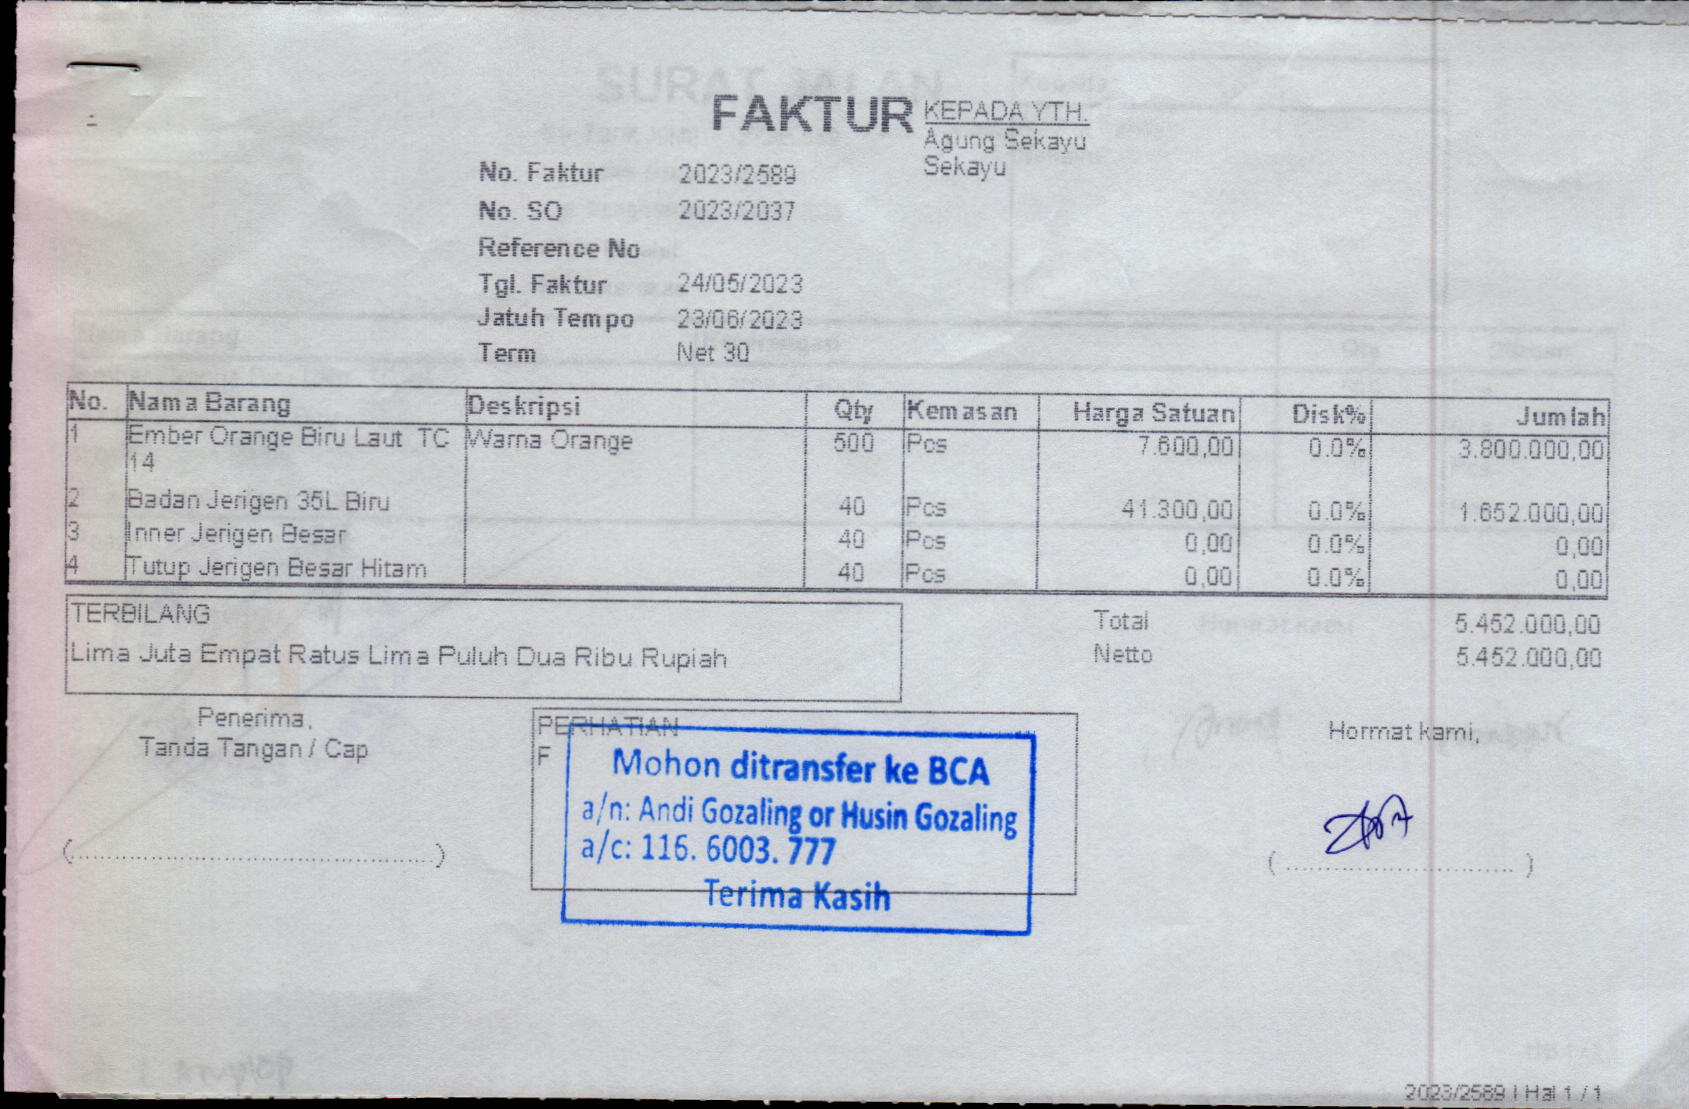 FAKTUR
KEPADA YTH.
Agung Sekayu
Sekayu
No. Faktur 2023/2589
No. SO 2023/2037
Reference No
Tgl. Faktur 24/05/2023
Jatuh Tempo 23/06/2023
Term Net 30
No. Nama Barang Deskripsi Qty Kemasan Harga Satuan Disk% Jumlah
1 Ember Orange Biru Laut TC Warna Orange 500 Pcs 7.600,00 0.0% 3.800.000,00
14
2 Badan Jerigen 35L Biru 40 Pcs 41.300,00 0.0% 1.652.000,00
3 Inner Jerigen Besar 40 Pcs 0,00 0.0% 0,00
4 Tutup Jerigen Besar Hitam 40 Pcs 0,00 0.0% 0,00
TERBILANG
Lima Juta Empat Ratus Lima Puluh Dua Ribu Rupiah
Total 5.452.000,00
Netto 5.452.000,00
Penerima,
Tanda Tangan / Cap
PERHATIAN
F
Mohon ditransfer ke BCA
a/n: Andi Gozaling or Husin Gozaling
a/c: 116. 6003. 777
Terima Kasih
Hormat kami,
(................................................)
(................................)
2023/2589 | Hal 1 / 1